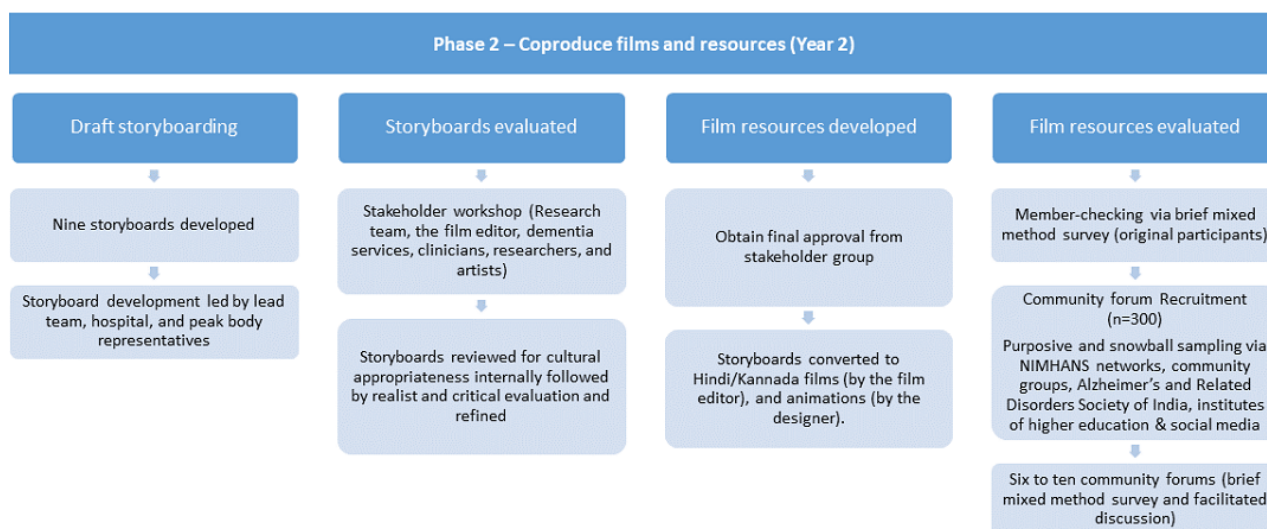 Phase 2 – Coproduce films and resources (Year 2)
Draft storyboarding
Nine storyboards developed
Storyboard development led by lead
team, hospital, and peak body
representatives
Storyboards evaluated
Stakeholder workshop (Research
team, the film editor, dementia
services, clinicians, researchers, and
artists)
Storyboards reviewed for cultural
appropriateness internally followed
by realist and critical evaluation and
refined
Film resources developed
Obtain final approval from
stakeholder group
Storyboards converted to
Hindi/Kannada films (by the film
editor), and animations (by the
designer).
Film resources evaluated
Member-checking via brief mixed
method survey (original participants)
Community forum Recruitment
(n=300)
Purposive and snowball sampling via
NIMHANS networks, community
groups, Alzheimer's and Related
Disorders Society of India, institutes
of higher education & social media
Six to ten community forums (brief
mixed method survey and facilitated
discussion)